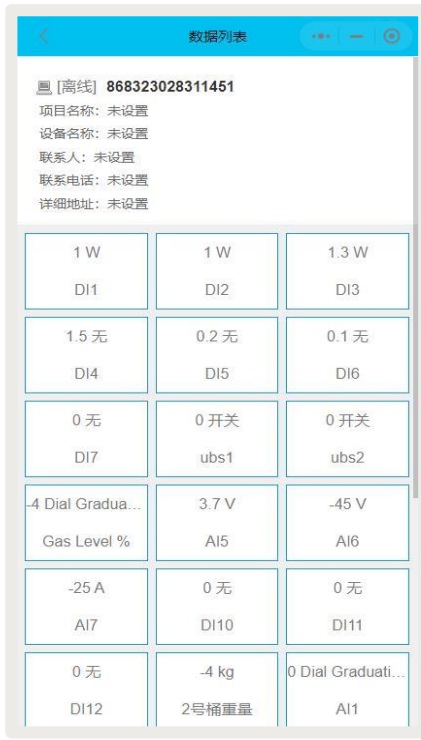 数据列表
[离线] 868323028311451
项目名称：未设置
设备名称：未设置
联系人：未设置
联系电话：未设置
详细地址：未设置
1 W
1 W
1.3 W
DI1
DI2
DI3
1.5 无
0.2 无
0.1 无
DI4
DI5
DI6
0 无
0 开关
0 开关
DI7
ubs1
ubs2
-4 Dial Gradua...
3.7 V
-45 V
Gas Level %
AI5
AI6
-25 A
0 无
0 无
AI7
DI10
DI11
0 无
-4 kg
0 Dial Graduati...
DI12
2号桶重量
AI1